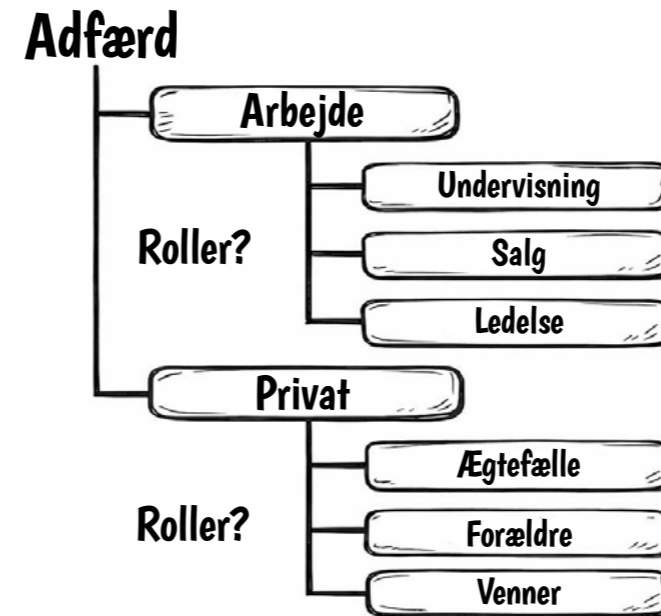 Adfærd
Arbejde
Undervisning
Roller?
Salg
Ledelse
Privat
Ægtefælle
Roller?
Forældre
Venner